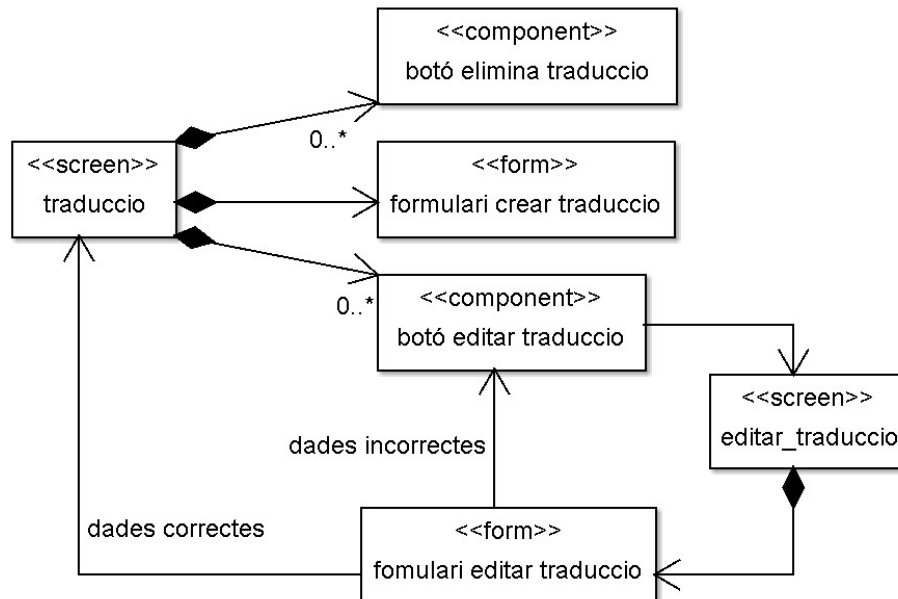 <<component>>
botó elimina traduccio
0..*
<<screen>>
traduccio
<<form>>
formulari crear traduccio
0..*
<<component>>
botó editar traduccio
<<screen>>
editar_traduccio
dades incorrectes
dades correctes
<<form>>
fomulari editar traduccio